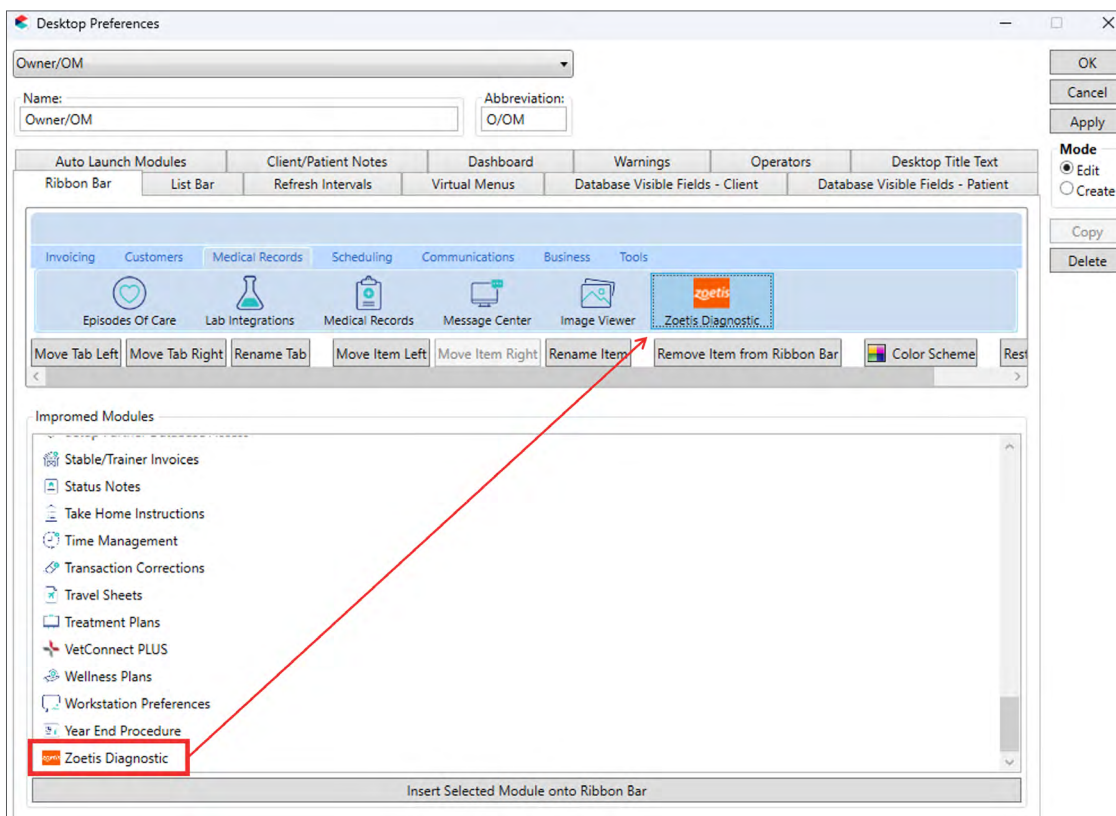 Desktop Preferences
Owner/OM
OK
Name:
Abbreviation:
Cancel
Owner/OM
O/OM
Apply
Mode
Edit
Create
Auto Launch Modules
Client/Patient Notes
Dashboard
Warnings
Operators
Desktop Title Text
Ribbon Bar
List Bar
Refresh Intervals
Virtual Menus
Database Visible Fields - Client
Database Visible Fields - Patient
Copy
Delete
Invoicing
Customers
Medical Records
Scheduling
Communications
Business
Tools
zoetis
Episodes Of Care
Lab Integrations
Medical Records
Message Center
Image Viewer
Zoetis Diagnostic
Move Tab Left
Move Tab Right
Rename Tab
Move Item Left
Move Item Right
Rename Item
Remove Item from Ribbon Bar
Color Scheme
Rest
Impromed Modules
Stable/Trainer Invoices
Status Notes
Take Home Instructions
Time Management
Transaction Corrections
Travel Sheets
Treatment Plans
VetConnect PLUS
Wellness Plans
Workstation Preferences
Year End Procedure
Zoetis Diagnostic
Insert Selected Module onto Ribbon Bar